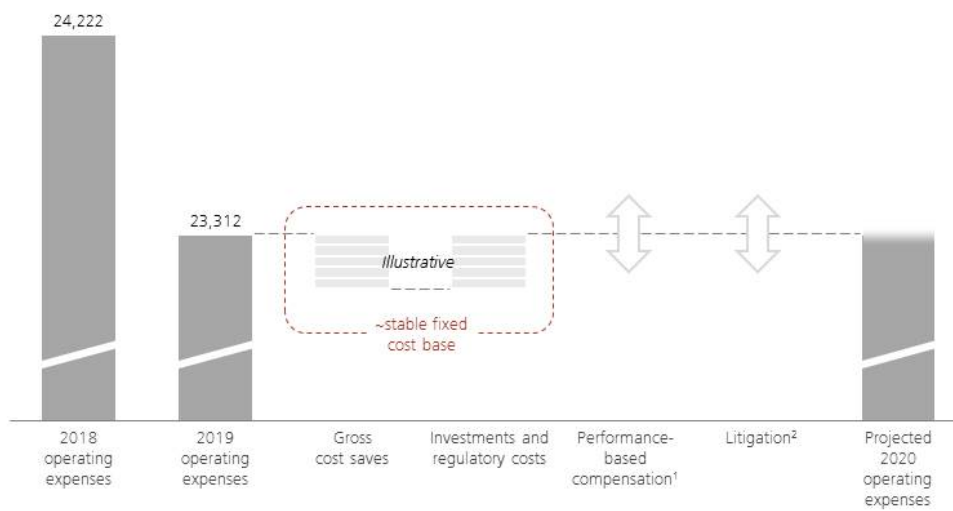 24,222
23,312
Illustrative
~stable fixed
cost base
2018
operating
expenses
2019
operating
expenses
Gross
cost saves
Investments and
regulatory costs
Performance-
based
compensation¹
Litigation²
Projected
2020
operating
expenses